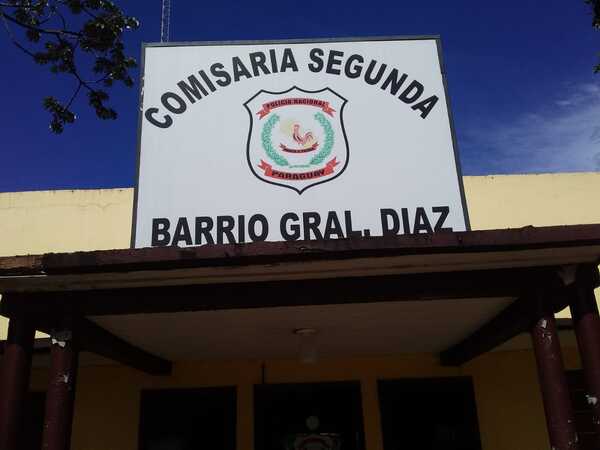 COMISARIA SEGUNDA
POLICIA NACIONAL
PARAGUAY
BARRIO GRAL. DIAZ